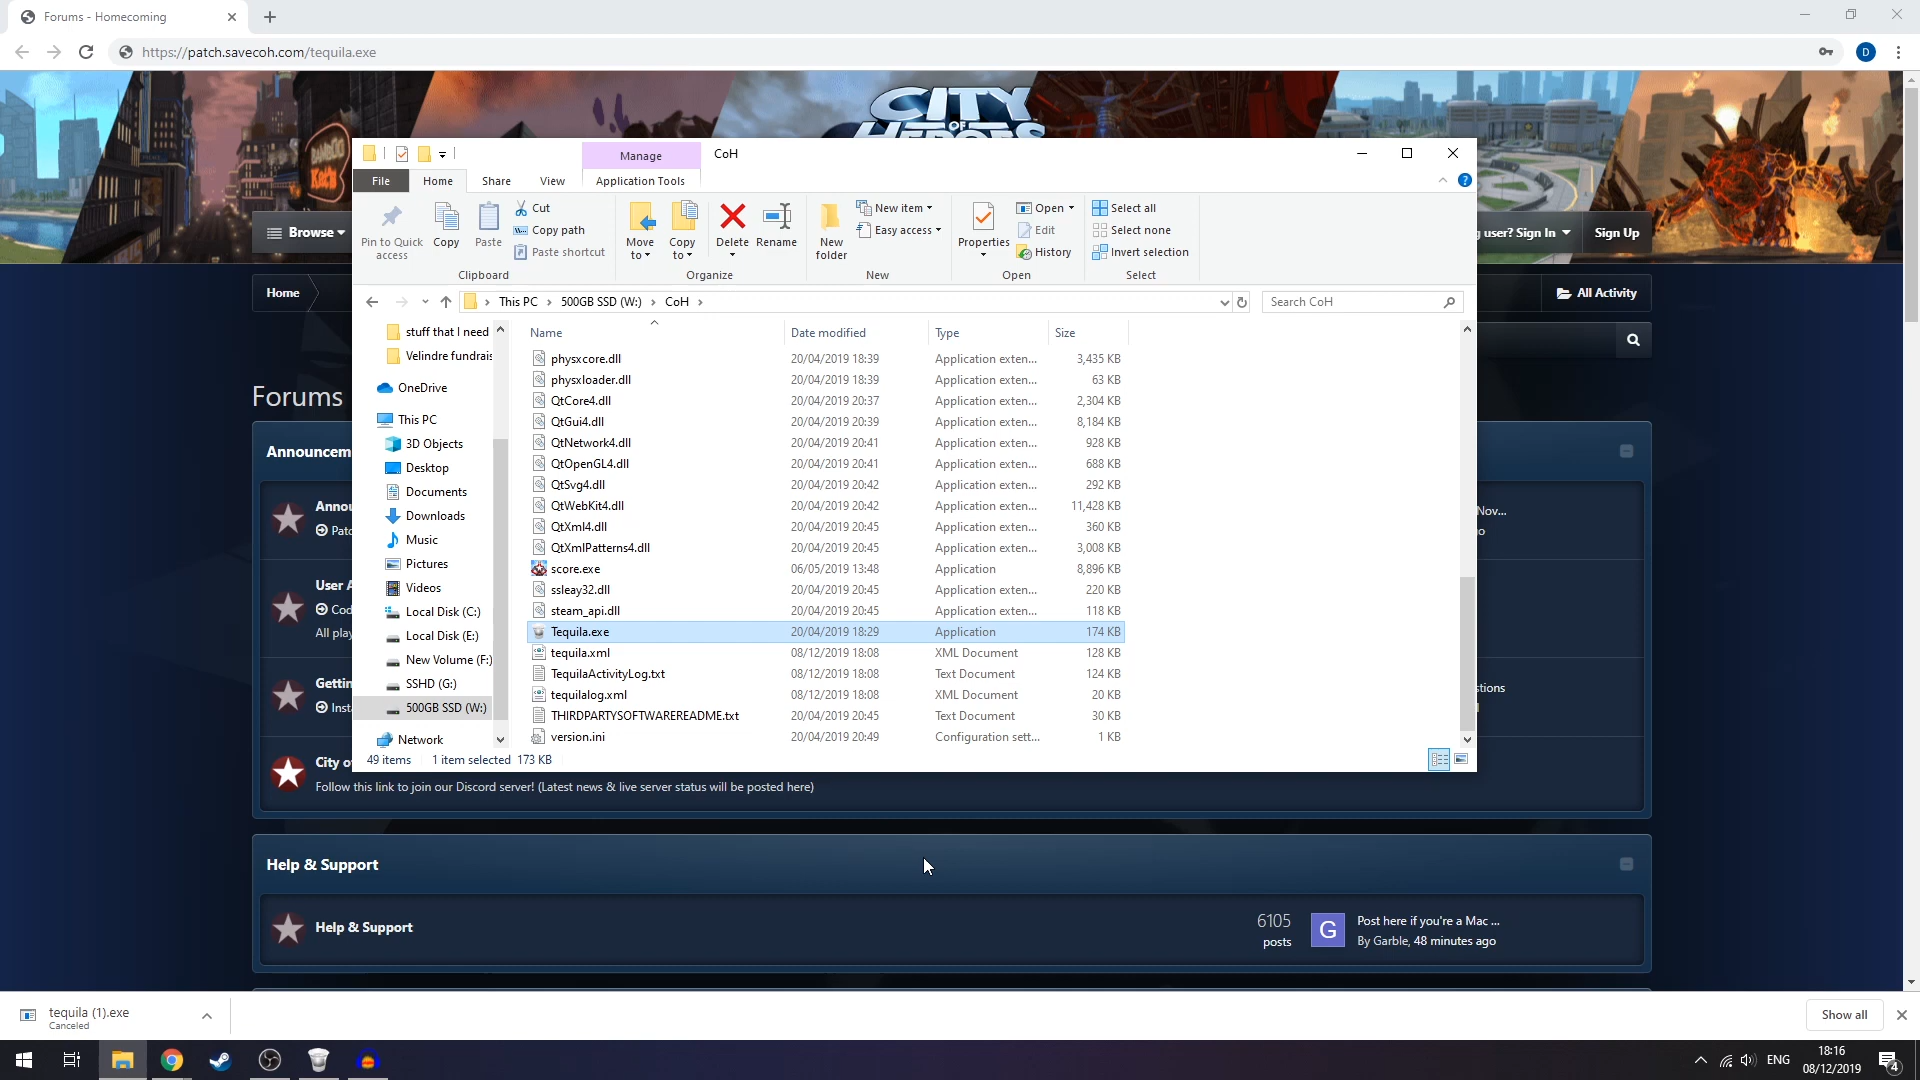 Forums - Homecoming
https://patch.savecoh.com/tequila.exe
D
CITY
OF
HEROES
Manage
CoH
File
Home
Share
View
Application Tools
Pin to Quick access
Copy
Paste
Cut
Copy path
Paste shortcut
Clipboard
Move to
Copy to
Delete
Rename
Organize
New folder
New item
Easy access
New
Properties
Open
Edit
History
Open
Select all
Select none
Invert selection
Select
Browse
user? Sign In
Sign Up
Home
All Activity
This PC > 500GB SSD (W:) > CoH >
Search CoH
stuff that I need
Velindre fundrais
OneDrive
This PC
3D Objects
Desktop
Documents
Downloads
Music
Pictures
Videos
Local Disk (C:)
Local Disk (E:)
New Volume (F:)
SSHD (G:)
500GB SSD (W:)
Network
Name Date modified Type Size
physxcore.dll 20/04/2019 18:39 Application exten... 3,435 KB
physxloader.dll 20/04/2019 18:39 Application exten... 63 KB
QtCore4.dll 20/04/2019 20:37 Application exten... 2,304 KB
QtGui4.dll 20/04/2019 20:39 Application exten... 8,184 KB
QtNetwork4.dll 20/04/2019 20:41 Application exten... 928 KB
QtOpenGL4.dll 20/04/2019 20:41 Application exten... 688 KB
QtSvg4.dll 20/04/2019 20:42 Application exten... 292 KB
QtWebKit4.dll 20/04/2019 20:42 Application exten... 11,428 KB
QtXml4.dll 20/04/2019 20:45 Application exten... 360 KB
QtXmlPatterns4.dll 20/04/2019 20:45 Application exten... 3,008 KB
score.exe 06/05/2019 13:48 Application 8,896 KB
ssleay32.dll 20/04/2019 20:45 Application exten... 220 KB
steam_api.dll 20/04/2019 20:45 Application exten... 118 KB
Tequila.exe 20/04/2019 18:29 Application 174 KB
tequila.xml 08/12/2019 18:08 XML Document 128 KB
TequilaActivityLog.txt 08/12/2019 18:08 Text Document 124 KB
tequilalog.xml 08/12/2019 18:08 XML Document 20 KB
THIRDPARTYSOFTWAREREADME.txt 20/04/2019 20:45 Text Document 30 KB
version.ini 20/04/2019 20:49 Configuration sett... 1 KB
49 items 1 item selected 173 KB
Forums
Announcem
Annou
Patc
Nov...
o
User A
Cod
All play
Gettin
Inst
stions
City o
Follow this link to join our Discord server! (Latest news & live server status will be posted here)
Help & Support
Help & Support
6105
posts
G
Post here if you're a Mac ...
By Garble, 48 minutes ago
tequila (1).exe
Canceled
Show all
ENG
18:16
08/12/2019
4